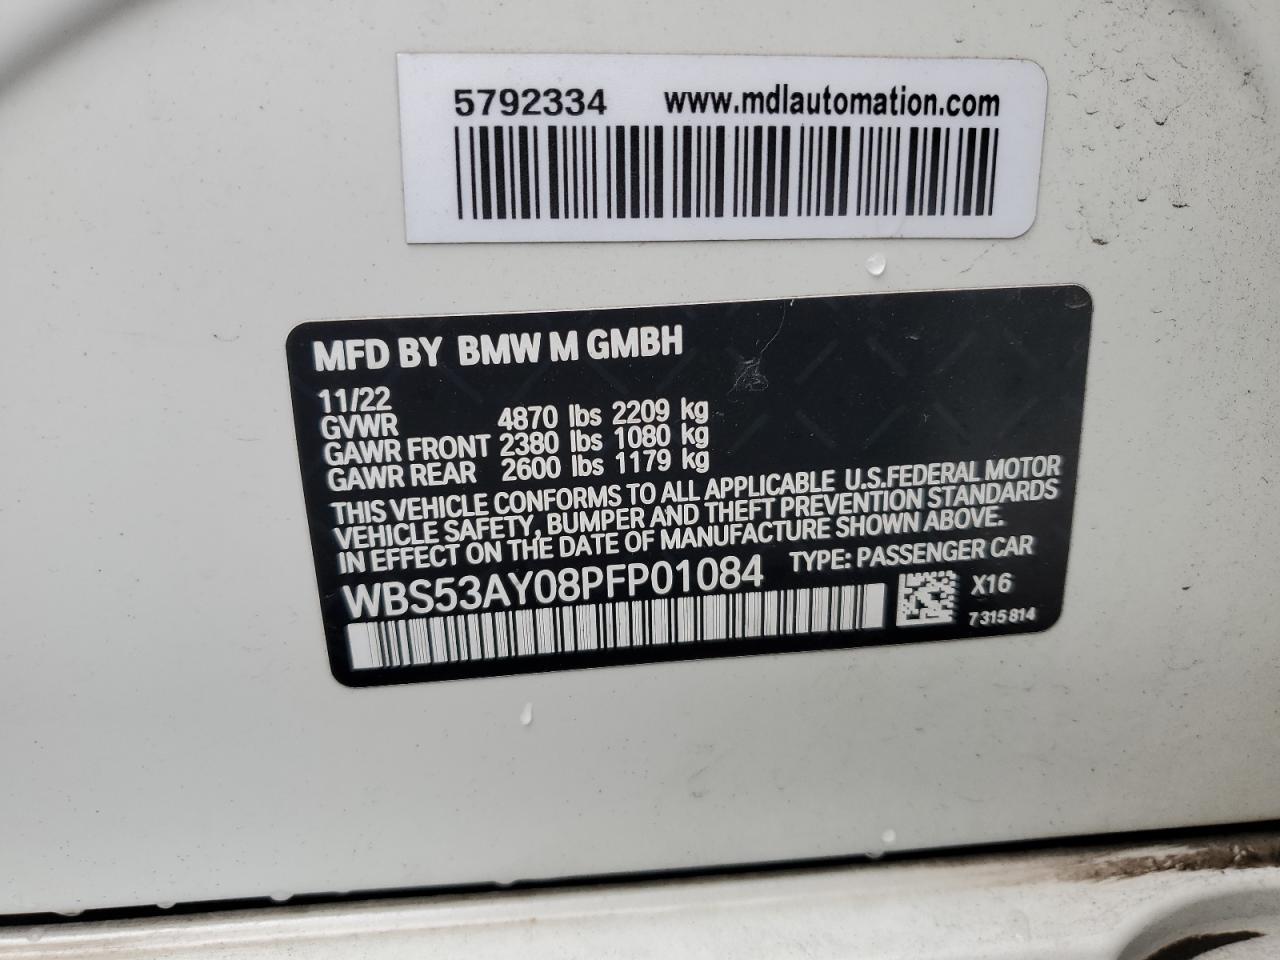 5792334 www.mdlautomation.com
MFD BY BMW M GMBH
11/22
GVWR 4870 lbs 2209 kg
GAWR FRONT 2380 lbs 1080 kg
GAWR REAR 2600 lbs 1179 kg
THIS VEHICLE CONFORMS TO ALL APPLICABLE U.S.FEDERAL MOTOR
VEHICLE SAFETY, BUMPER AND THEFT PREVENTION STANDARDS
IN EFFECT ON THE DATE OF MANUFACTURE SHOWN ABOVE.
WBS53AY08PFP01084 TYPE: PASSENGER CAR
X16
7 315 814